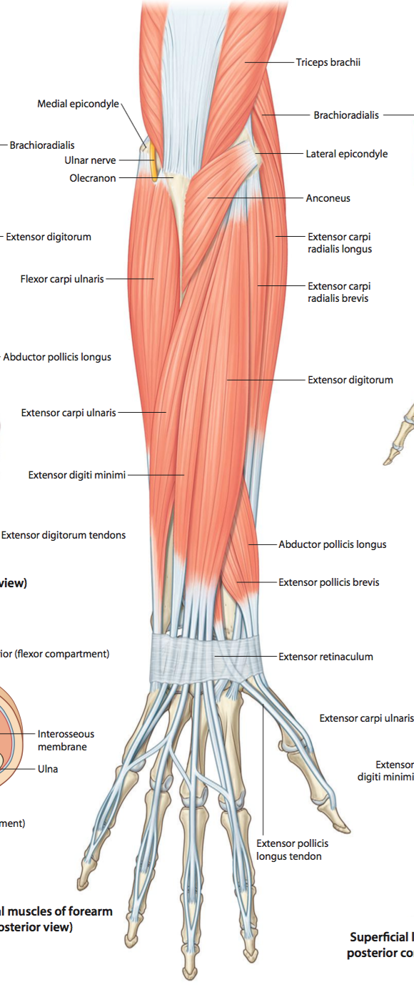 Triceps brachii
Medial epicondyle
Brachioradialis
Brachioradialis
Lateral epicondyle
Ulnar nerve
Olecranon
Anconeus
Extensor digitorum
Extensor carpi
radialis longus
Flexor carpi ulnaris
Extensor carpi
radialis brevis
Abductor pollicis longus
Extensor digitorum
Extensor carpi ulnaris
Extensor digiti minimi
Extensor digitorum tendons
Abductor pollicis longus
view)
Extensor pollicis brevis
ior (flexor compartment)
Extensor retinaculum
Extensor carpi ulnaris
Interosseous
membrane
Extensor
digiti minimi
Ulna
ment)
Extensor pollicis
longus tendon
l muscles of forearm
osterior view)
Superficial l
posterior co